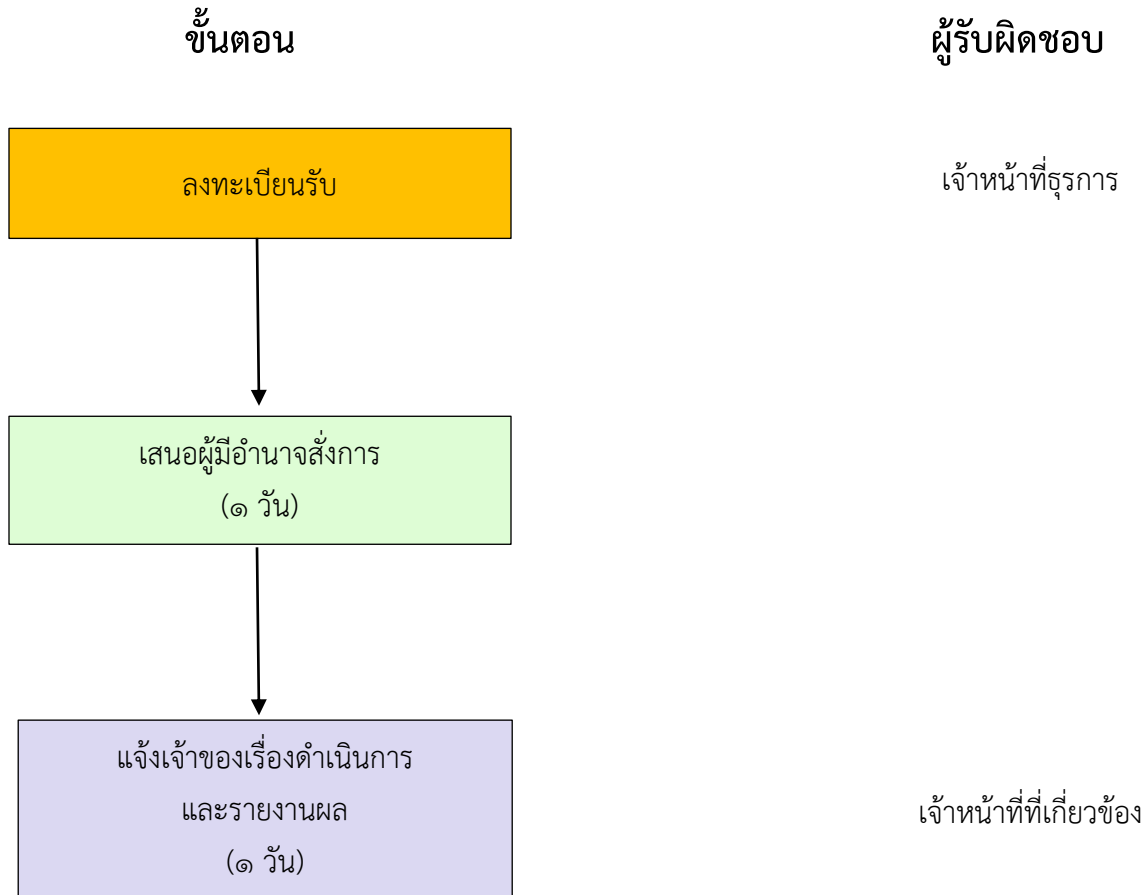 ขั้นตอน
ผู้รับผิดชอบ
ลงทะเบียนรับ
เจ้าหน้าที่ธุรการ
เสนอผู้มีอำนาจสั่งการ
(๑ วัน)
แจ้งเจ้าของเรื่องดำเนินการ
และรายงานผล
(๑ วัน)
เจ้าหน้าที่ที่เกี่ยวข้อง